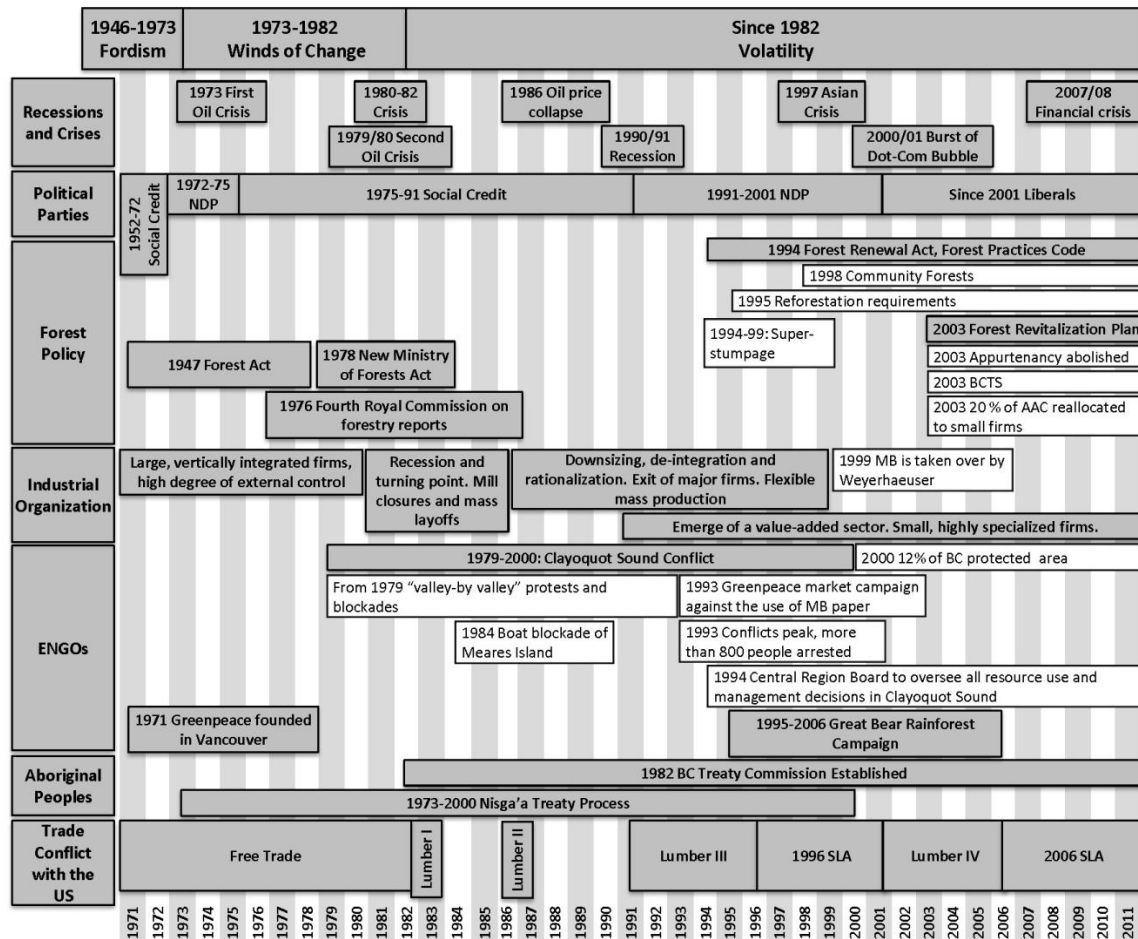 1946-1973
Fordism
1973-1982
Winds of Change
Since 1982
Volatility
Recessions
and Crises
1973 First
Oil Crisis
1980-82
Crisis
1979/80 Second
Oil Crisis
1986 Oil price
collapse
1990/91
Recession
1997 Asian
Crisis
2000/01 Burst of
Dot-Com Bubble
2007/08
Financial crisis
Political
Parties
1952-72
Social Credit
1972-75
NDP
1975-91 Social Credit
1991-2001 NDP
Since 2001 Liberals
Forest
Policy
1994 Forest Renewal Act, Forest Practices Code
1998 Community Forests
1995 Reforestation requirements
1994-99: Super-
stumpage
2003 Forest Revitalization Plan
2003 Appurtenancy abolished
2003 BCTS
2003 20 % of AAC reallocated
to small firms
1947 Forest Act
1978 New Ministry
of Forests Act
1976 Fourth Royal Commission on
forestry reports
Industrial
Organization
Large, vertically integrated firms,
high degree of external control
Recession and
turning point. Mill
closures and mass
layoffs
Downsizing, de-integration and
rationalization. Exit of major firms. Flexible
mass production
1999 MB is taken over by
Weyerhaeuser
Emerge of a value-added sector. Small, highly specialized firms.
ENGOs
1979-2000: Clayoquot Sound Conflict
2000 12% of BC protected area
From 1979 “valley-by valley” protests and
blockades
1993 Greenpeace market campaign
against the use of MB paper
1984 Boat blockade of
Meares Island
1993 Conflicts peak, more
than 800 people arrested
1994 Central Region Board to oversee all resource use and
management decisions in Clayoquot Sound
1971 Greenpeace founded
in Vancouver
1995-2006 Great Bear Rainforest
Campaign
Aboriginal
Peoples
1982 BC Treaty Commission Established
1973-2000 Nisga’a Treaty Process
Trade
Conflict
with the
US
Free Trade
Lumber I
Lumber II
Lumber III
1996 SLA
Lumber IV
2006 SLA
1971
1972
1973
1974
1975
1976
1977
1978
1979
1980
1981
1982
1983
1984
1985
1986
1987
1988
1989
1990
1991
1992
1993
1994
1995
1996
1997
1998
1999
2000
2001
2002
2003
2004
2005
2006
2007
2008
2009
2010
2011